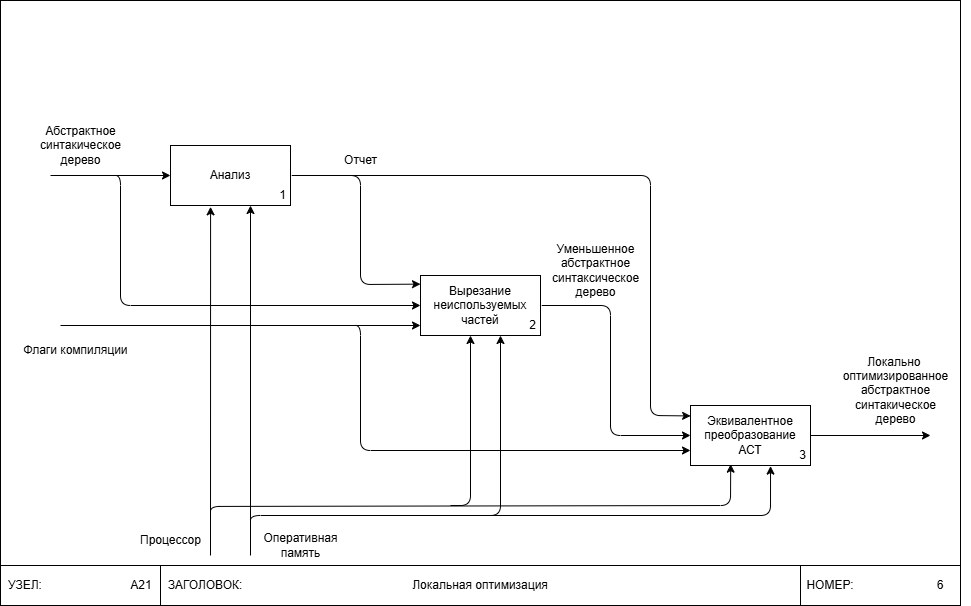 Абстрактное
синтакическое
дерево
Анализ
1
Отчет
Уменьшенное
абстрактное
синтаксическое
дерево
Вырезание
неиспользуемых
частей
2
Флаги компиляции
Локально
оптимизированное
абстрактное
синтакическое
дерево
Эквивалентное
преобразование
АСТ
3
Процессор
Оперативная
память
УЗЕЛ:
А21
ЗАГОЛОВОК:
Локальная оптимизация
НОМЕР:
6